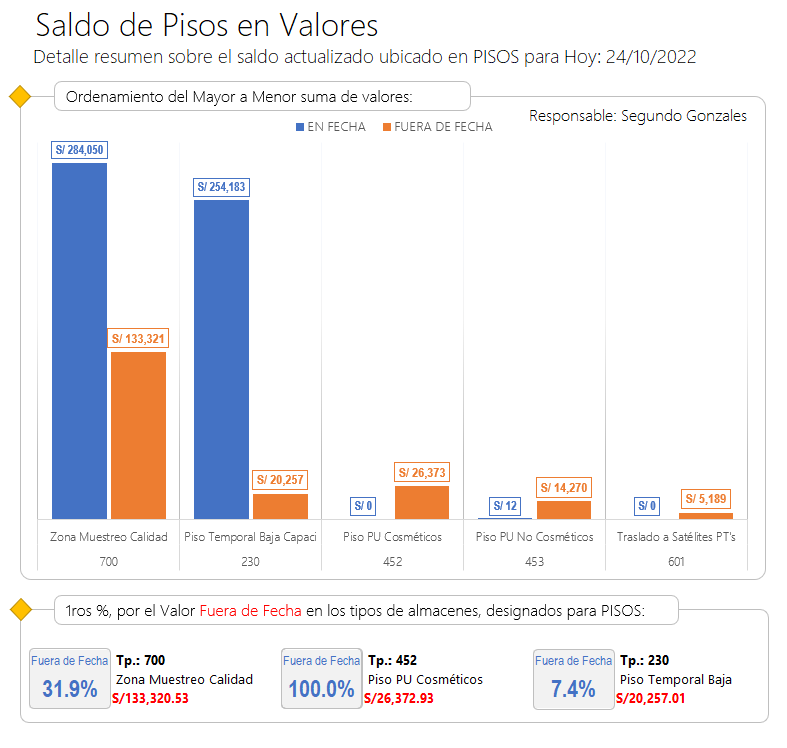 Saldo de Pisos en Valores
Detalle resumen sobre el saldo actualizado ubicado en PISOS para Hoy: 24/10/2022
Ordenamiento del Mayor a Menor suma de valores:
Responsable: Segundo Gonzales
EN FECHA FUERA DE FECHA
S/ 284,050
S/ 254,183
S/ 133,321
S/ 20,257
S/ 0
S/ 26,373
S/ 12
S/ 14,270
S/ 0
S/ 5,189
Zona Muestreo Calidad Piso Temporal Baja Capaci Piso PU Cosméticos Piso PU No Cosméticos Traslado a Satélites PT's
700 230 452 453 601
1ros %, por el Valor Fuera de Fecha en los tipos de almacenes, designados para PISOS:
Fuera de Fecha
31.9%
Tp.: 700
Zona Muestreo Calidad
S/133,320.53
Fuera de Fecha
100.0%
Tp.: 452
Piso PU Cosméticos
S/26,372.93
Fuera de Fecha
7.4%
Tp.: 230
Piso Temporal Baja
S/20,257.01